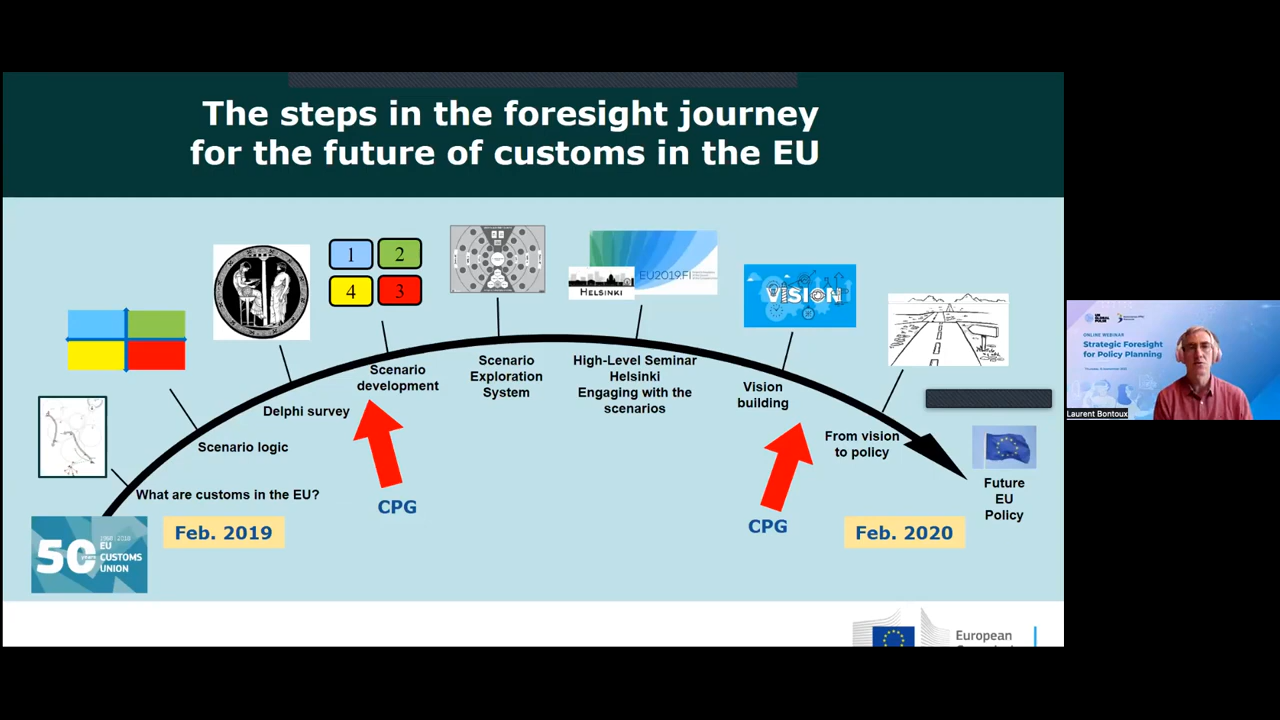 The steps in the foresight journey
for the future of customs in the EU
1
2
4
3
HELSINKI
EU2019FI
VISION
What are customs in the EU?
Scenario logic
Delphi survey
Scenario
development
Scenario
Exploration
System
High-Level Seminar
Helsinki
Engaging with the
scenarios
Vision
building
From vision
to policy
Future
EU
Policy
CPG
CPG
Feb. 2019
Feb. 2020
50
years
EU
CUSTOMS
UNION
European
ONLINE WEBINAR
Strategic Foresight
for Policy Planning
Laurent Bontoux